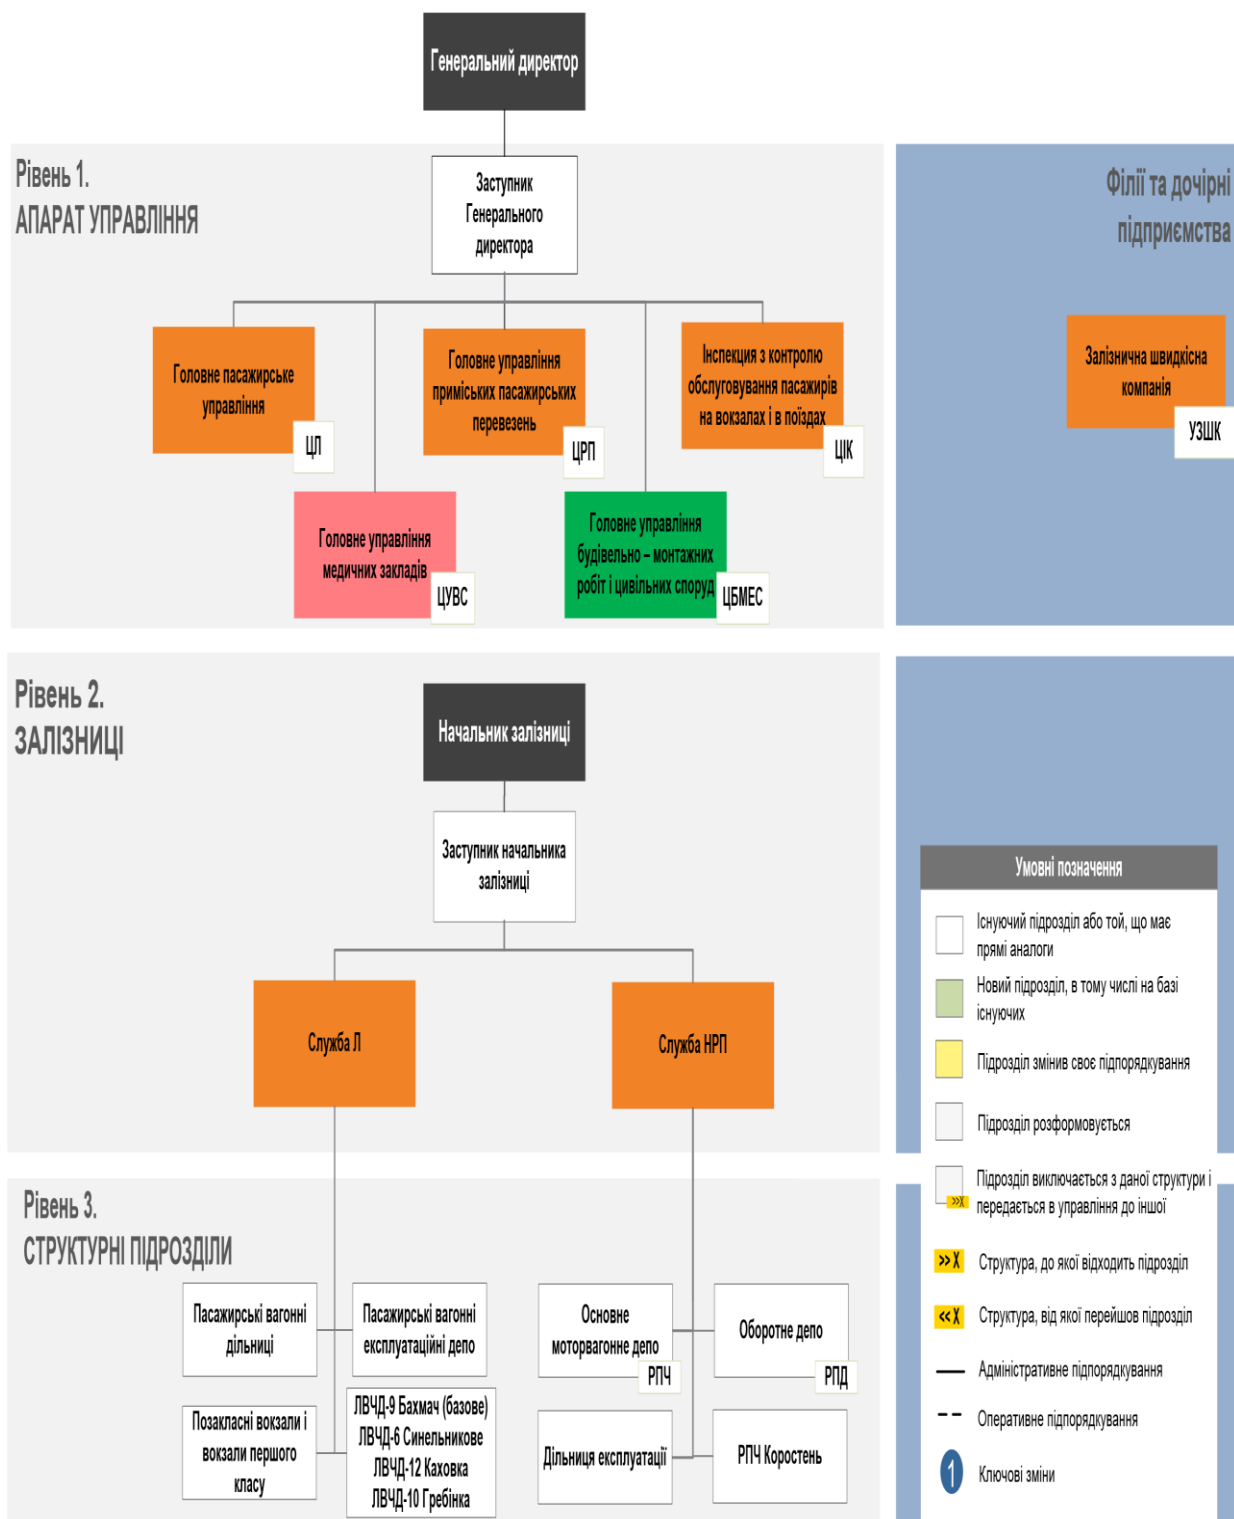 Генеральний директор
Рівень 1.
АПАРАТ УПРАВЛІННЯ
Заступник
Генерального
директора
Філії та дочірні
підприємства
Головне пасажирське
управління
ЦЛ
Головне управління
приміських пасажирських
перевезень
ЦРП
Інспекция з контролю
обслуговування пасажирів
на вокзалах і в поїздах
ЦІК
Залізнична швидкісна
компанія
УЗШК
Головне управління
медичних закладів
ЦУВС
Головне управління
будівельно – монтажних
робіт і цивільних споруд
ЦБМЕС
Рівень 2.
ЗАЛІЗНИЦІ
Начальник залізниці
Заступник начальника
залізниці
Служба Л
Служба НРП
Рівень 3.
СТРУКТУРНІ ПІДРОЗДІЛИ
Пасажирські вагонні
дільниці
Пасажирські вагонні
експлуатаційні депо
Основне
моторвагонне депо
РПЧ
Оборотне депо
РПД
Позакласні вокзали і
вокзали першого
класу
ЛВЧД-9 Бахмач (базове)
ЛВЧД-6 Синельникове
ЛВЧД-12 Каховка
ЛВЧД-10 Гребінка
Дільниця експлуатації
РПЧ Коростень
Умовні позначення
Існуючий підрозділ або той, що має
прямі аналоги
Новий підрозділ, в тому числі на базі
існуючих
Підрозділ змінив своє підпорядкування
Підрозділ розформовується
>>X
Підрозділ виключається з даної структури і
передається в управління до іншої
>>X Структура, до якої відходить підрозділ
<<X Структура, від якої перейшов підрозділ
Адміністративне підпорядкування
Оперативне підпорядкування
1 Ключові зміни